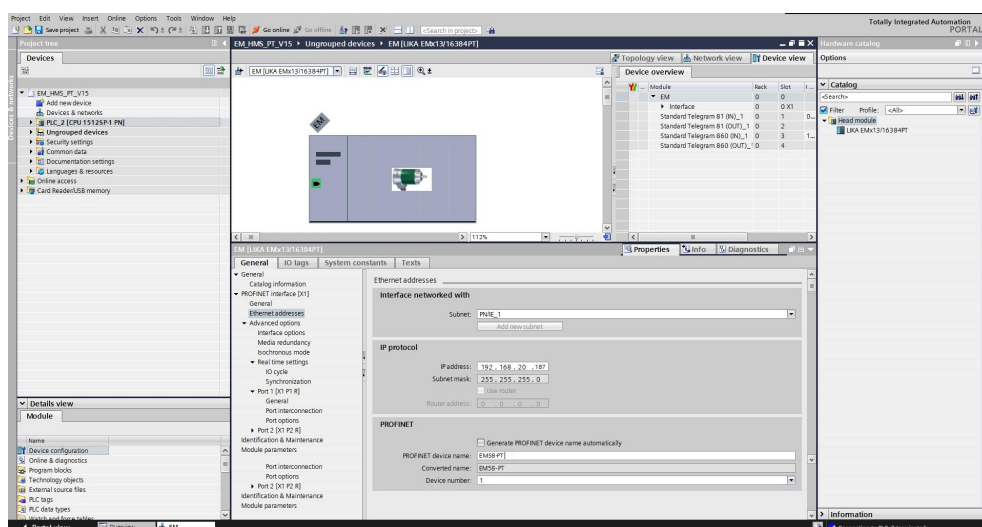 Project Edit View Insert Online Options Tools Window Help
Totally Integrated Automation
PORTAL
Save project Go online Go offline <Search in project>
Project tree
EM_HMS_PT_V15 Ungrouped devices EM [LIKA EMx13/16384PT]
Hardware catalog
Devices
Topology view Network view Device view
Options
EM [LIKA EMx13/16384PT]
Device overview
Module Rack Slot
EM 0 0
Interface 0 0 X1
Standard Telegram 81 (IN)_1 0 1 0...
Standard Telegram 81 (OUT)_1 0 2
Standard Telegram 860 (IN)_1 0 3 1...
Standard Telegram 860 (OUT)_1 0 4
EM_HMS_PT_V15
Add new device
Devices & networks
PLC_2 [CPU 1512SP-1 PN]
Ungrouped devices
Security settings
Common data
Documentation settings
Languages & resources
Online access
Card Reader/USB memory
Devices & networks
Catalog
<Search>
Filter Profile: <All>
Head module
LIKA EMx13/16384PT
EM
112%
EM [LIKA EMx13/16384PT]
Properties Info Diagnostics
General IO tags System constants Texts
General
Catalog information
PROFINET interface [X1]
General
Ethernet addresses
Advanced options
Interface options
Media redundancy
Isochronous mode
Real time settings
IO cycle
Synchronization
Port 1 [X1 P1 R]
General
Port interconnection
Port options
Port 2 [X1 P2 R]
Identification & Maintenance
Module parameters
Port interconnection
Port options
Port 2 [X1 P2 R]
Identification & Maintenance
Module parameters
Ethernet addresses
Interface networked with
Subnet: PN/IE_1
Add new subnet
IP protocol
IP address: 192 . 168 . 20 . 187
Subnet mask: 255 . 255 . 255 . 0
Use router
Router address: 0 . 0 . 0 . 0
PROFINET
Generate PROFINET device name automatically
PROFINET device name: EM58-PT
Converted name: EM58-PT
Device number: 1
Details view
Module
Name
Device configuration
Online & diagnostics
Program blocks
Technology objects
External source files
PLC tags
PLC data types
Watch and force tables
Information
Portal view Overview EM